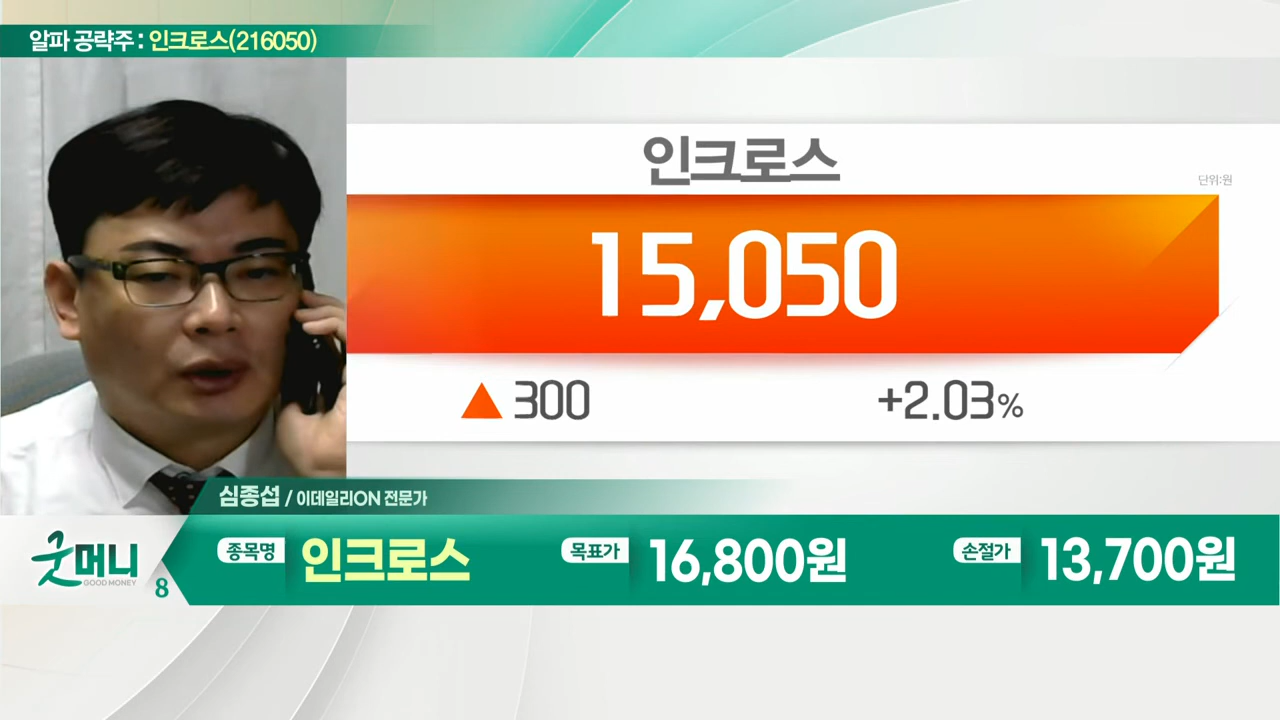 알파 공략주 : 인크로스(216050)
인크로스
단위:원
15,050
▲300 +2.03%
심종섭 / 이데일리ON 전문가
굿머니
GOOD MONEY
8
종목명 인크로스 목표가 16,800원 손절가 13,700원